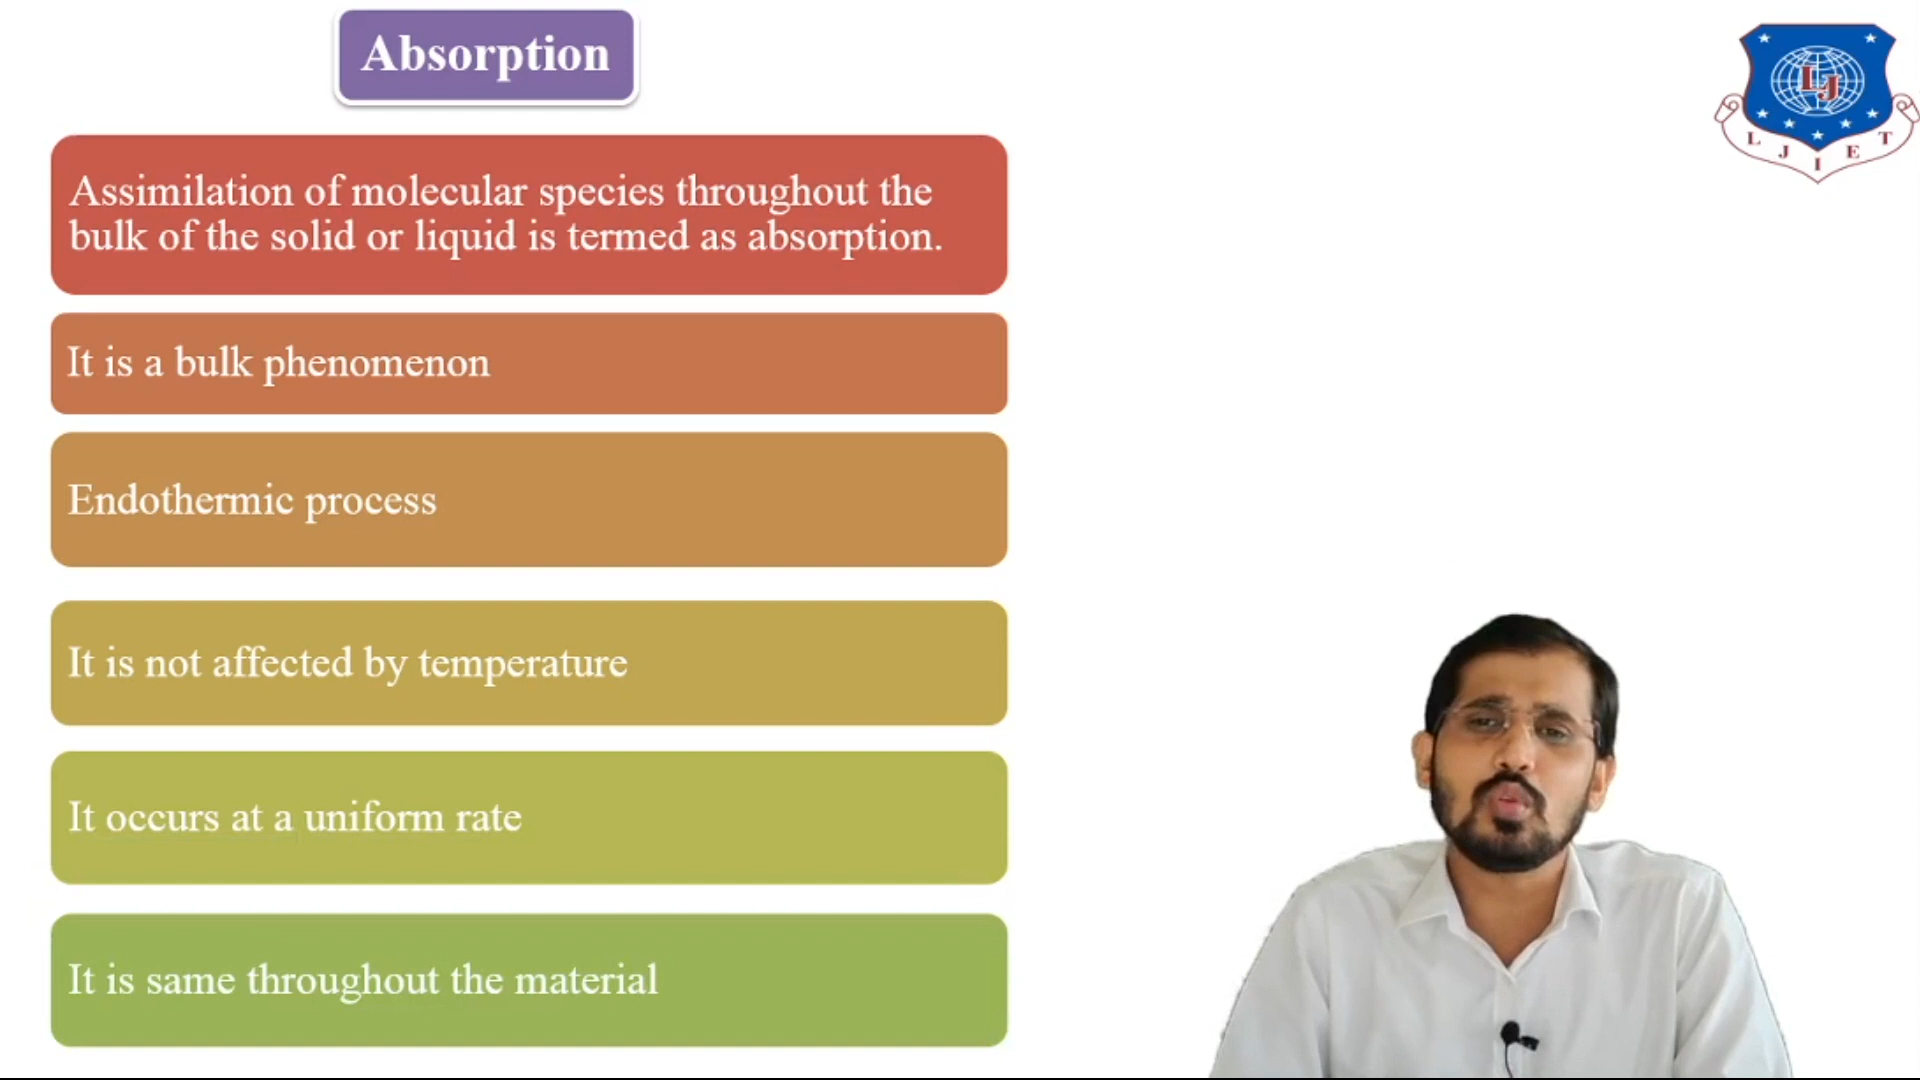 Absorption
Assimilation of molecular species throughout the
bulk of the solid or liquid is termed as absorption.
It is a bulk phenomenon
Endothermic process
It is not affected by temperature
It occurs at a uniform rate
It is same throughout the material
LJ
L J I E T